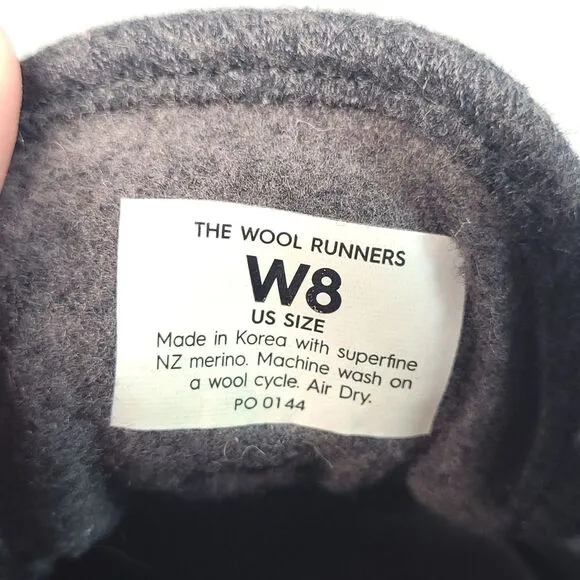 THE WOOL RUNNERS
W8
US SIZE
Made in Korea with superfine
NZ merino. Machine wash on
a wool cycle. Air Dry.
PO 0144